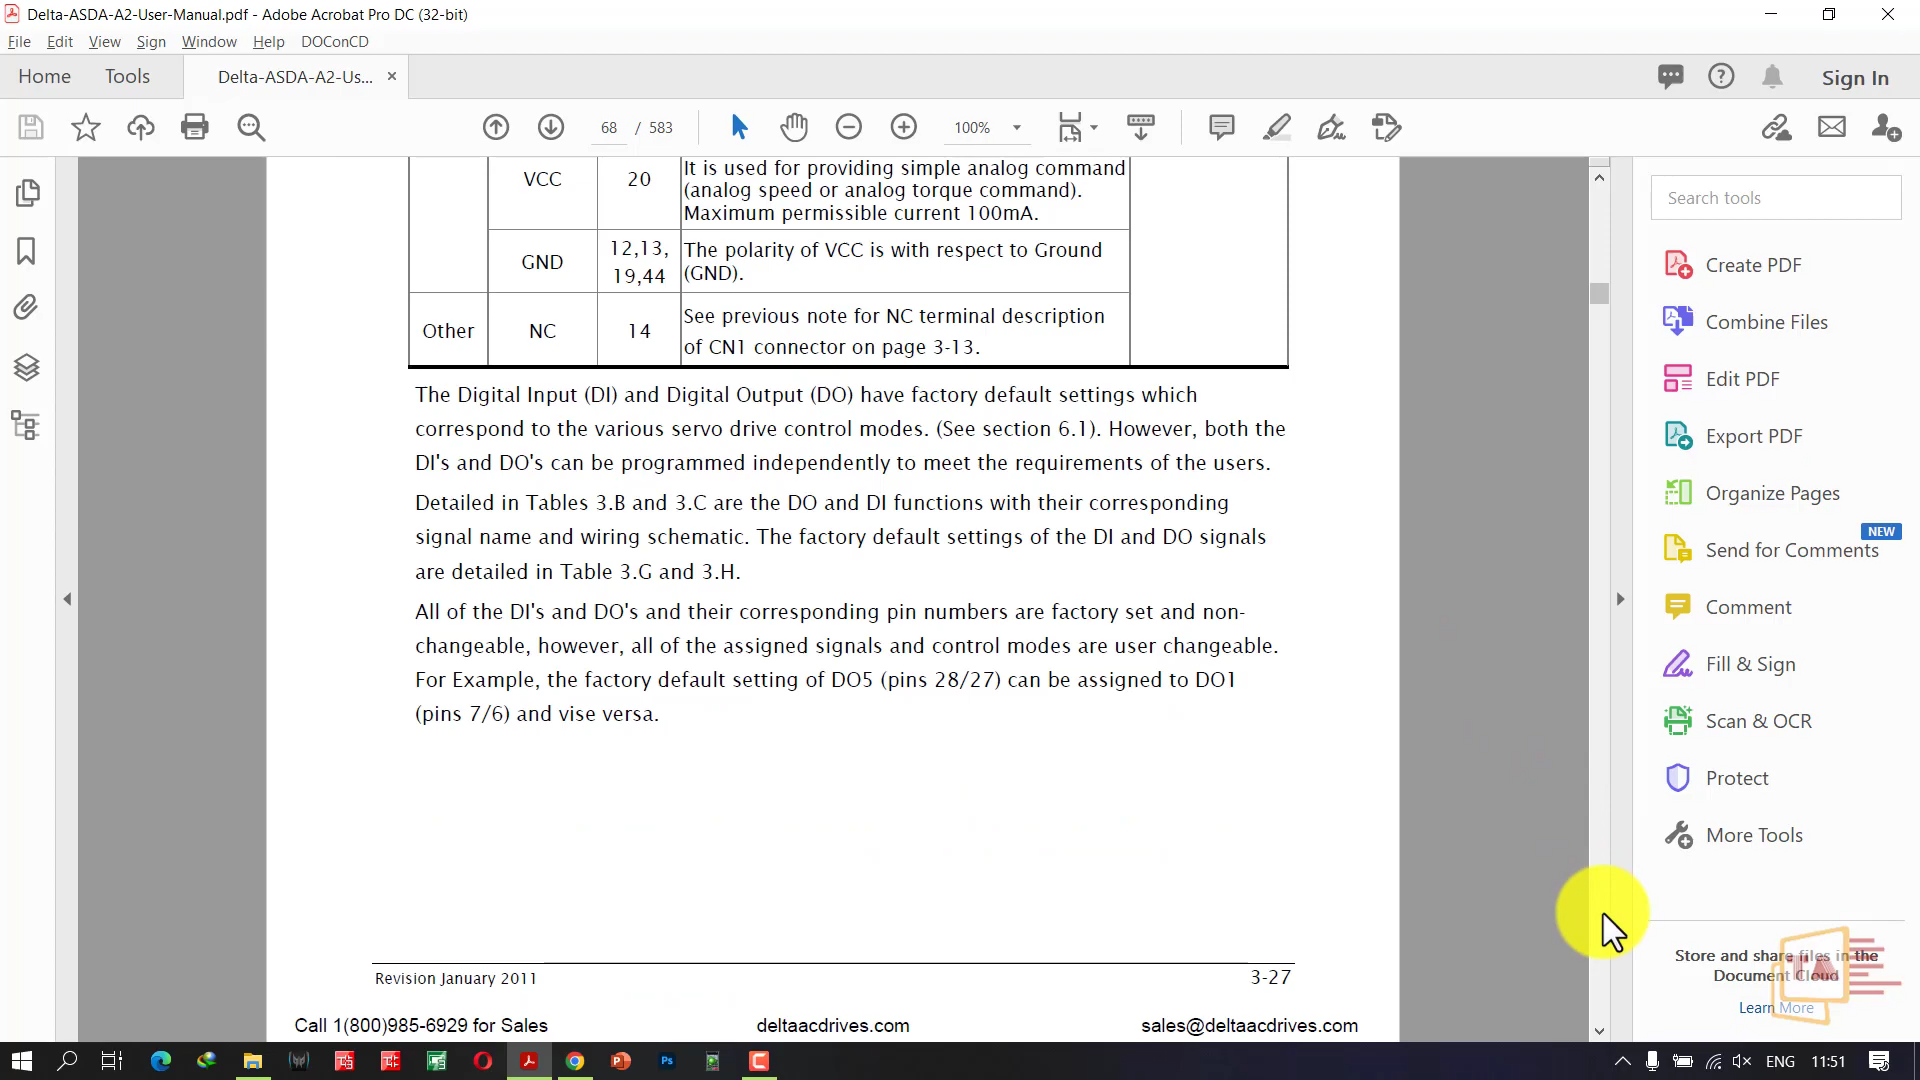 Delta-ASDA-A2-User-Manual.pdf - Adobe Acrobat Pro DC (32-bit)
File Edit View Sign Window Help DOConCD
Home Tools Delta-ASDA-A2-Us... × Sign In
68 / 583 100%
VCC 20 It is used for providing simple analog command
(analog speed or analog torque command).
Maximum permissible current 100mA.
GND 12,13, The polarity of VCC is with respect to Ground
19,44 (GND).
Other NC 14 See previous note for NC terminal description
of CN1 connector on page 3-13.
The Digital Input (DI) and Digital Output (DO) have factory default settings which
correspond to the various servo drive control modes. (See section 6.1). However, both the
DI's and DO's can be programmed independently to meet the requirements of the users.
Detailed in Tables 3.B and 3.C are the DO and DI functions with their corresponding
signal name and wiring schematic. The factory default settings of the DI and DO signals
are detailed in Table 3.G and 3.H.
All of the DI's and DO's and their corresponding pin numbers are factory set and non-
changeable, however, all of the assigned signals and control modes are user changeable.
For Example, the factory default setting of DO5 (pins 28/27) can be assigned to DO1
(pins 7/6) and vise versa.
Revision January 2011 3-27
Call 1(800)985-6929 for Sales deltaacdrives.com sales@deltaacdrives.com
Search tools
Create PDF
Combine Files
Edit PDF
Export PDF
Organize Pages
NEW
Send for Comments
Comment
Fill & Sign
Scan & OCR
Protect
More Tools
Store and share files in the
Document Cloud
Learn More
ENG 11:51